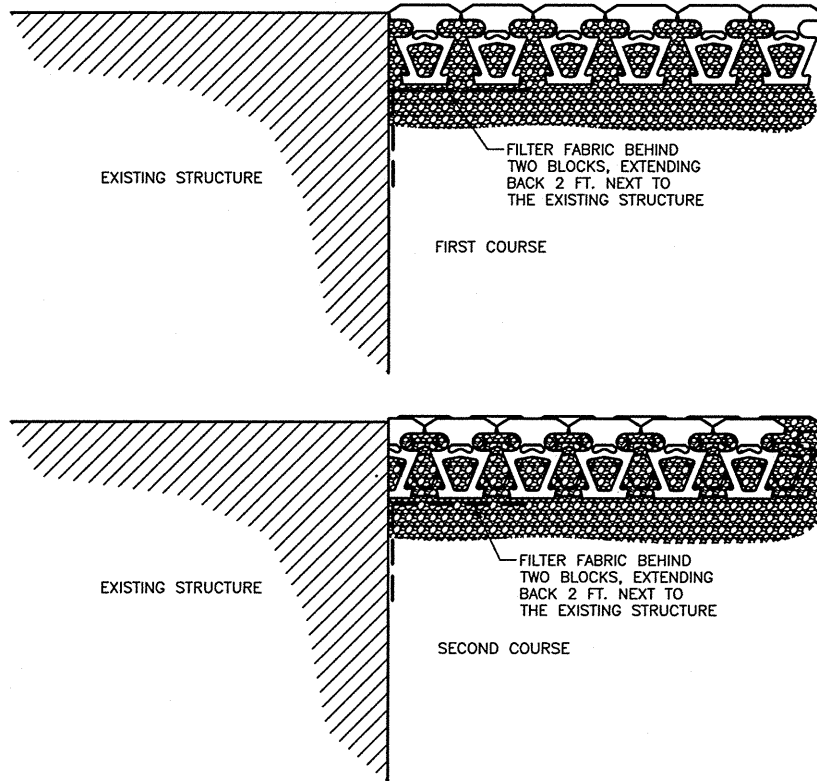 FILTER FABRIC BEHIND
TWO BLOCKS, EXTENDING
BACK 2 FT. NEXT TO
THE EXISTING STRUCTURE
EXISTING STRUCTURE
FIRST COURSE
FILTER FABRIC BEHIND
TWO BLOCKS, EXTENDING
BACK 2 FT. NEXT TO
THE EXISTING STRUCTURE
EXISTING STRUCTURE
SECOND COURSE